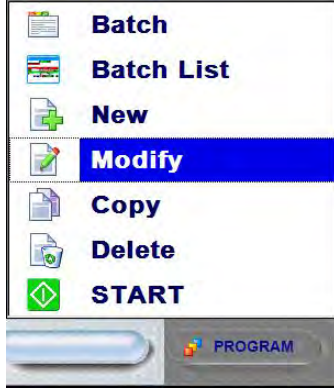 Batch
Batch List
New
Modify
Copy
Delete
START
PROGRAM